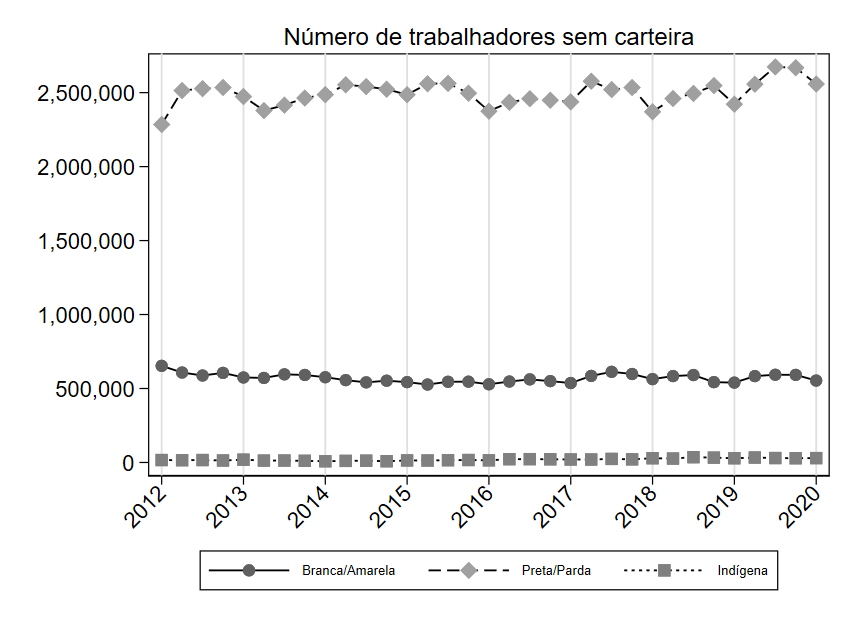 Número de trabalhadores sem carteira
2,500,000
2,000,000
1,500,000
1,000,000
500,000
0
2012 2013 2014 2015 2016 2017 2018 2019 2020
Branca/Amarela Preta/Parda Indígena